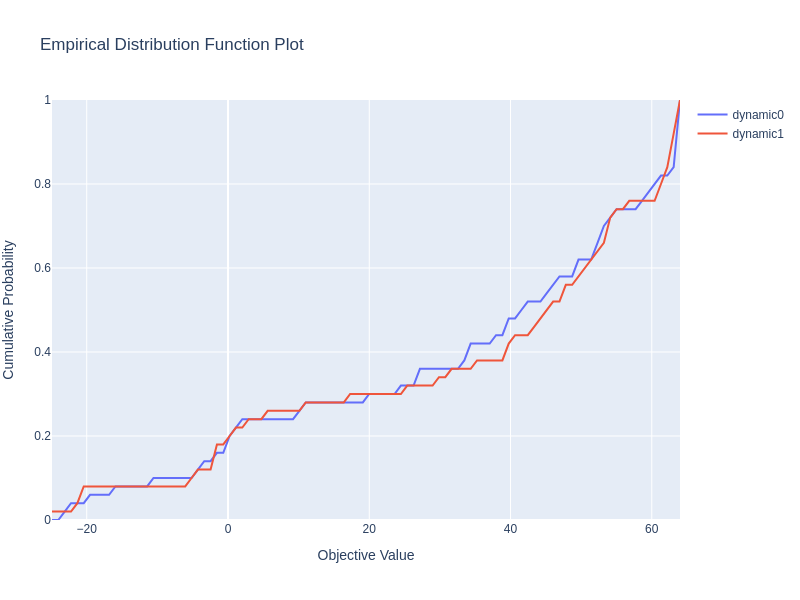 Empirical Distribution Function Plot
1
0.8
0.6
0.4
0.2
0
−20
0
20
40
60
Objective Value
Cumulative Probability
dynamic0
dynamic1